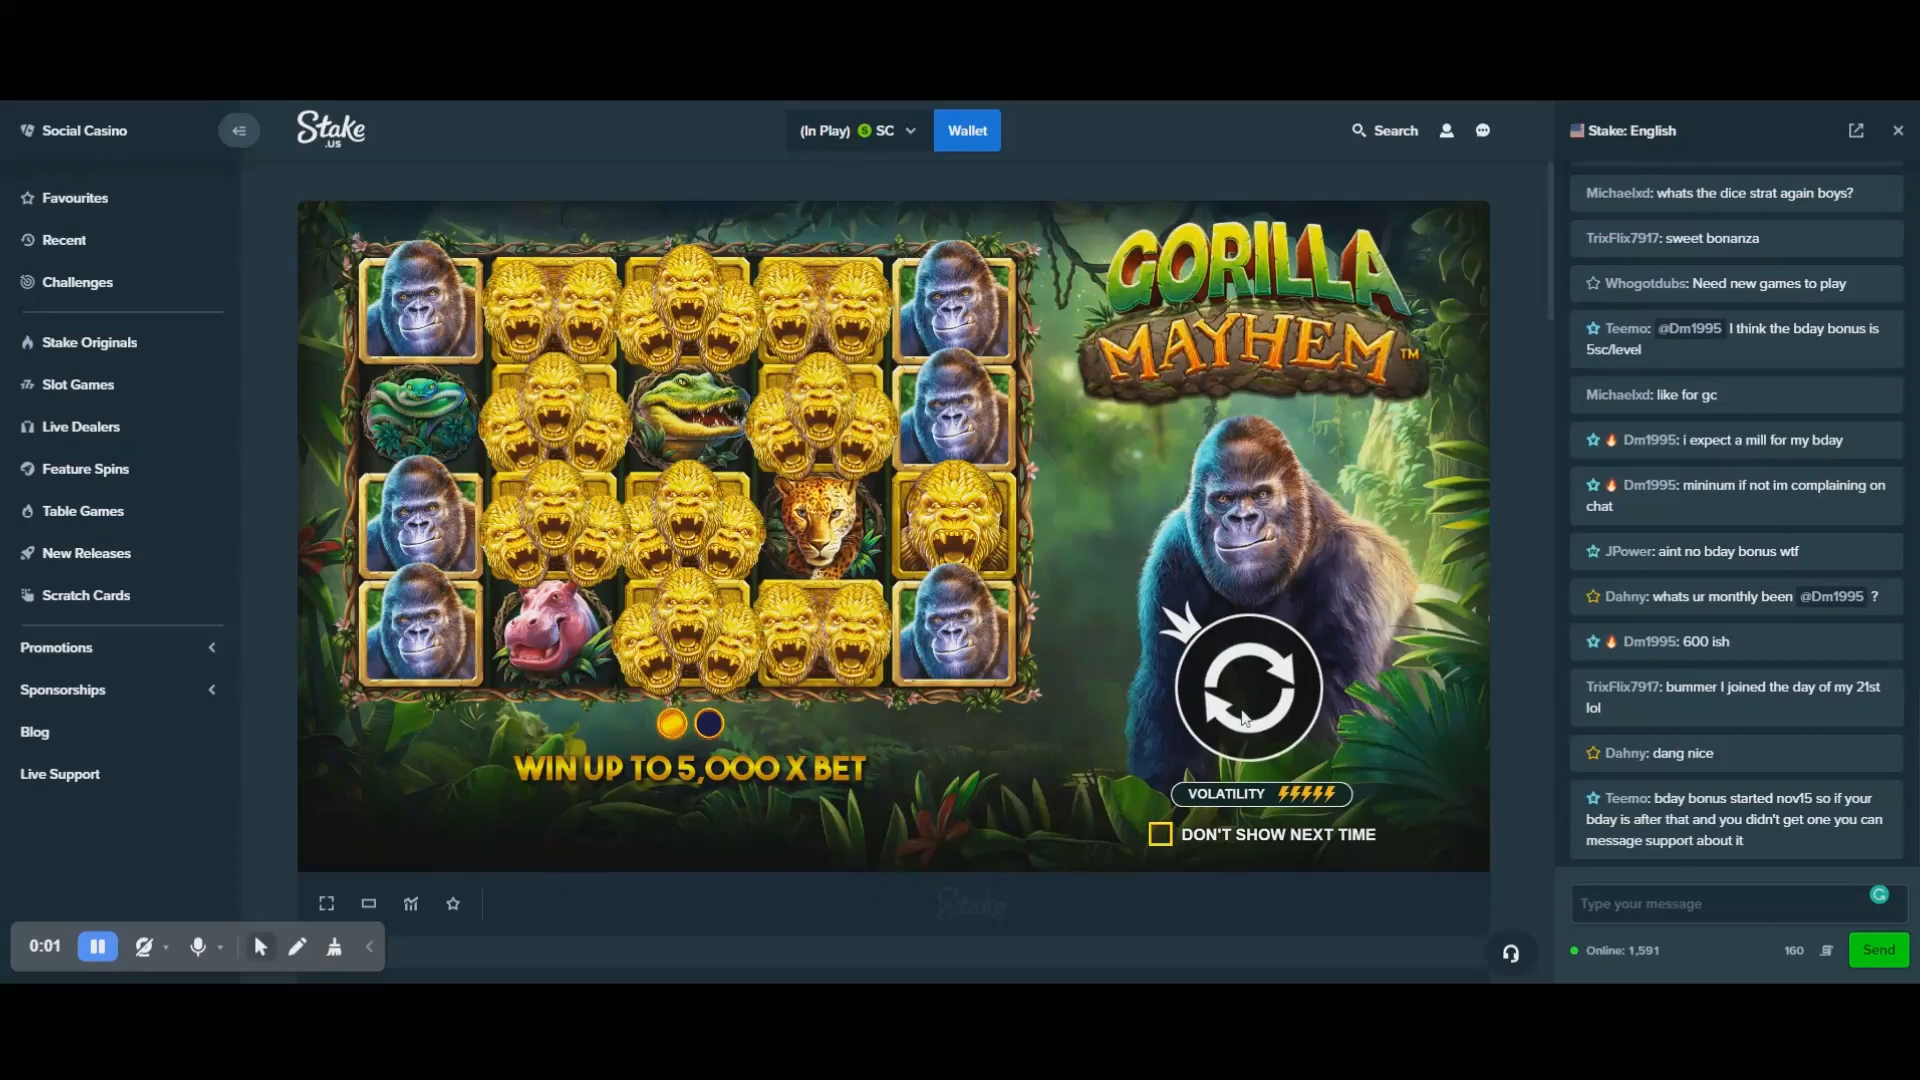 Social Casino
Stake
.US
(In Play) S SC
Wallet
Search
Stake: English
Favourites
Recent
Challenges
Stake Originals
Slot Games
Live Dealers
Feature Spins
Table Games
New Releases
Scratch Cards
Promotions
Sponsorships
Blog
Live Support
GORILLA
MAYHEM™
WIN UP TO 5,000 X BET
VOLATILITY
DON'T SHOW NEXT TIME
Stake
0:01
Michaelxd: whats the dice strat again boys?
TrixFlix7917: sweet bonanza
Whogotdubs: Need new games to play
Teemo: @Dm1995 I think the bday bonus is
5sc/level
Michaelxd: like for gc
Dm1995: i expect a mill for my bday
Dm1995: mininum if not im complaining on
chat
JPower: aint no bday bonus wtf
Dahny: whats ur monthly been @Dm1995 ?
Dm1995: 600 ish
TrixFlix7917: bummer I joined the day of my 21st
lol
Dahny: dang nice
Teemo: bday bonus started nov15 so if your
bday is after that and you didn't get one you can
message support about it
Type your message
Online: 1,591
160
Send